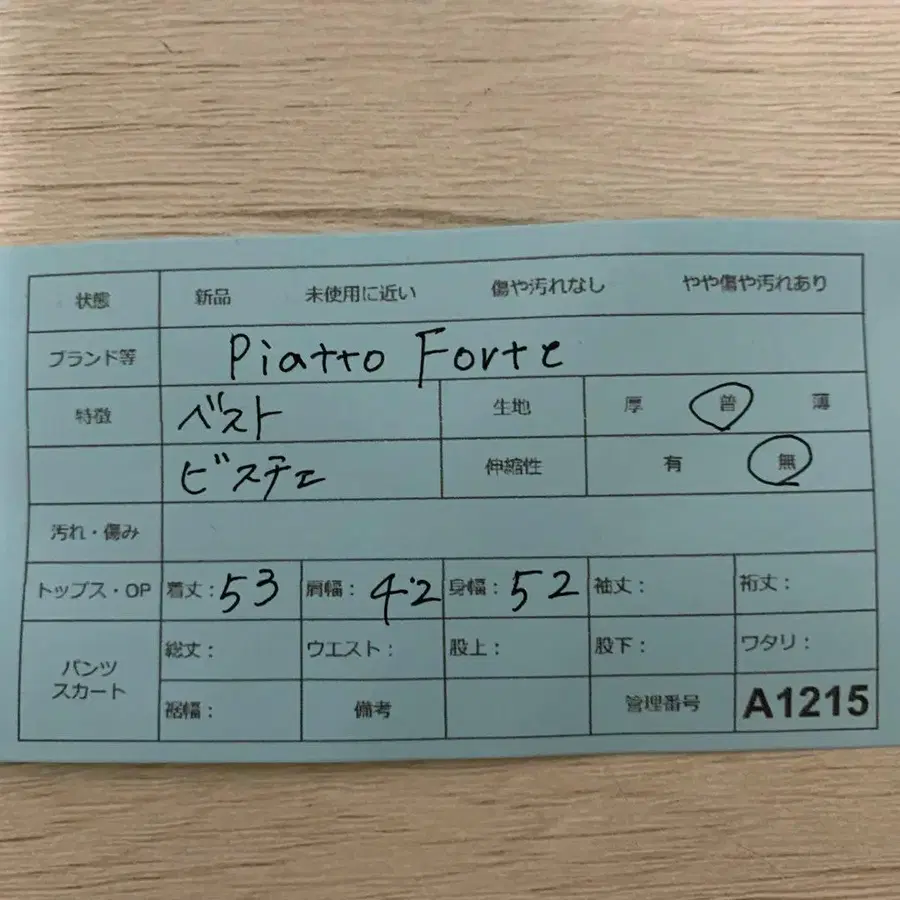 状態 新品 未使用に近い 傷や汚れなし やや傷や汚れあり
ブランド等 Piatto Forte
特徴 ベスト 生地 厚 普 薄
ビスチェ 伸縮性 有 無
汚れ・傷み
トップス・OP 着丈：53 肩幅：42 身幅：52 袖丈： 裄丈：
パンツ スカート 総丈： ウエスト： 股上： 股下： ワタリ：
裾幅： 備考 管理番号 A1215